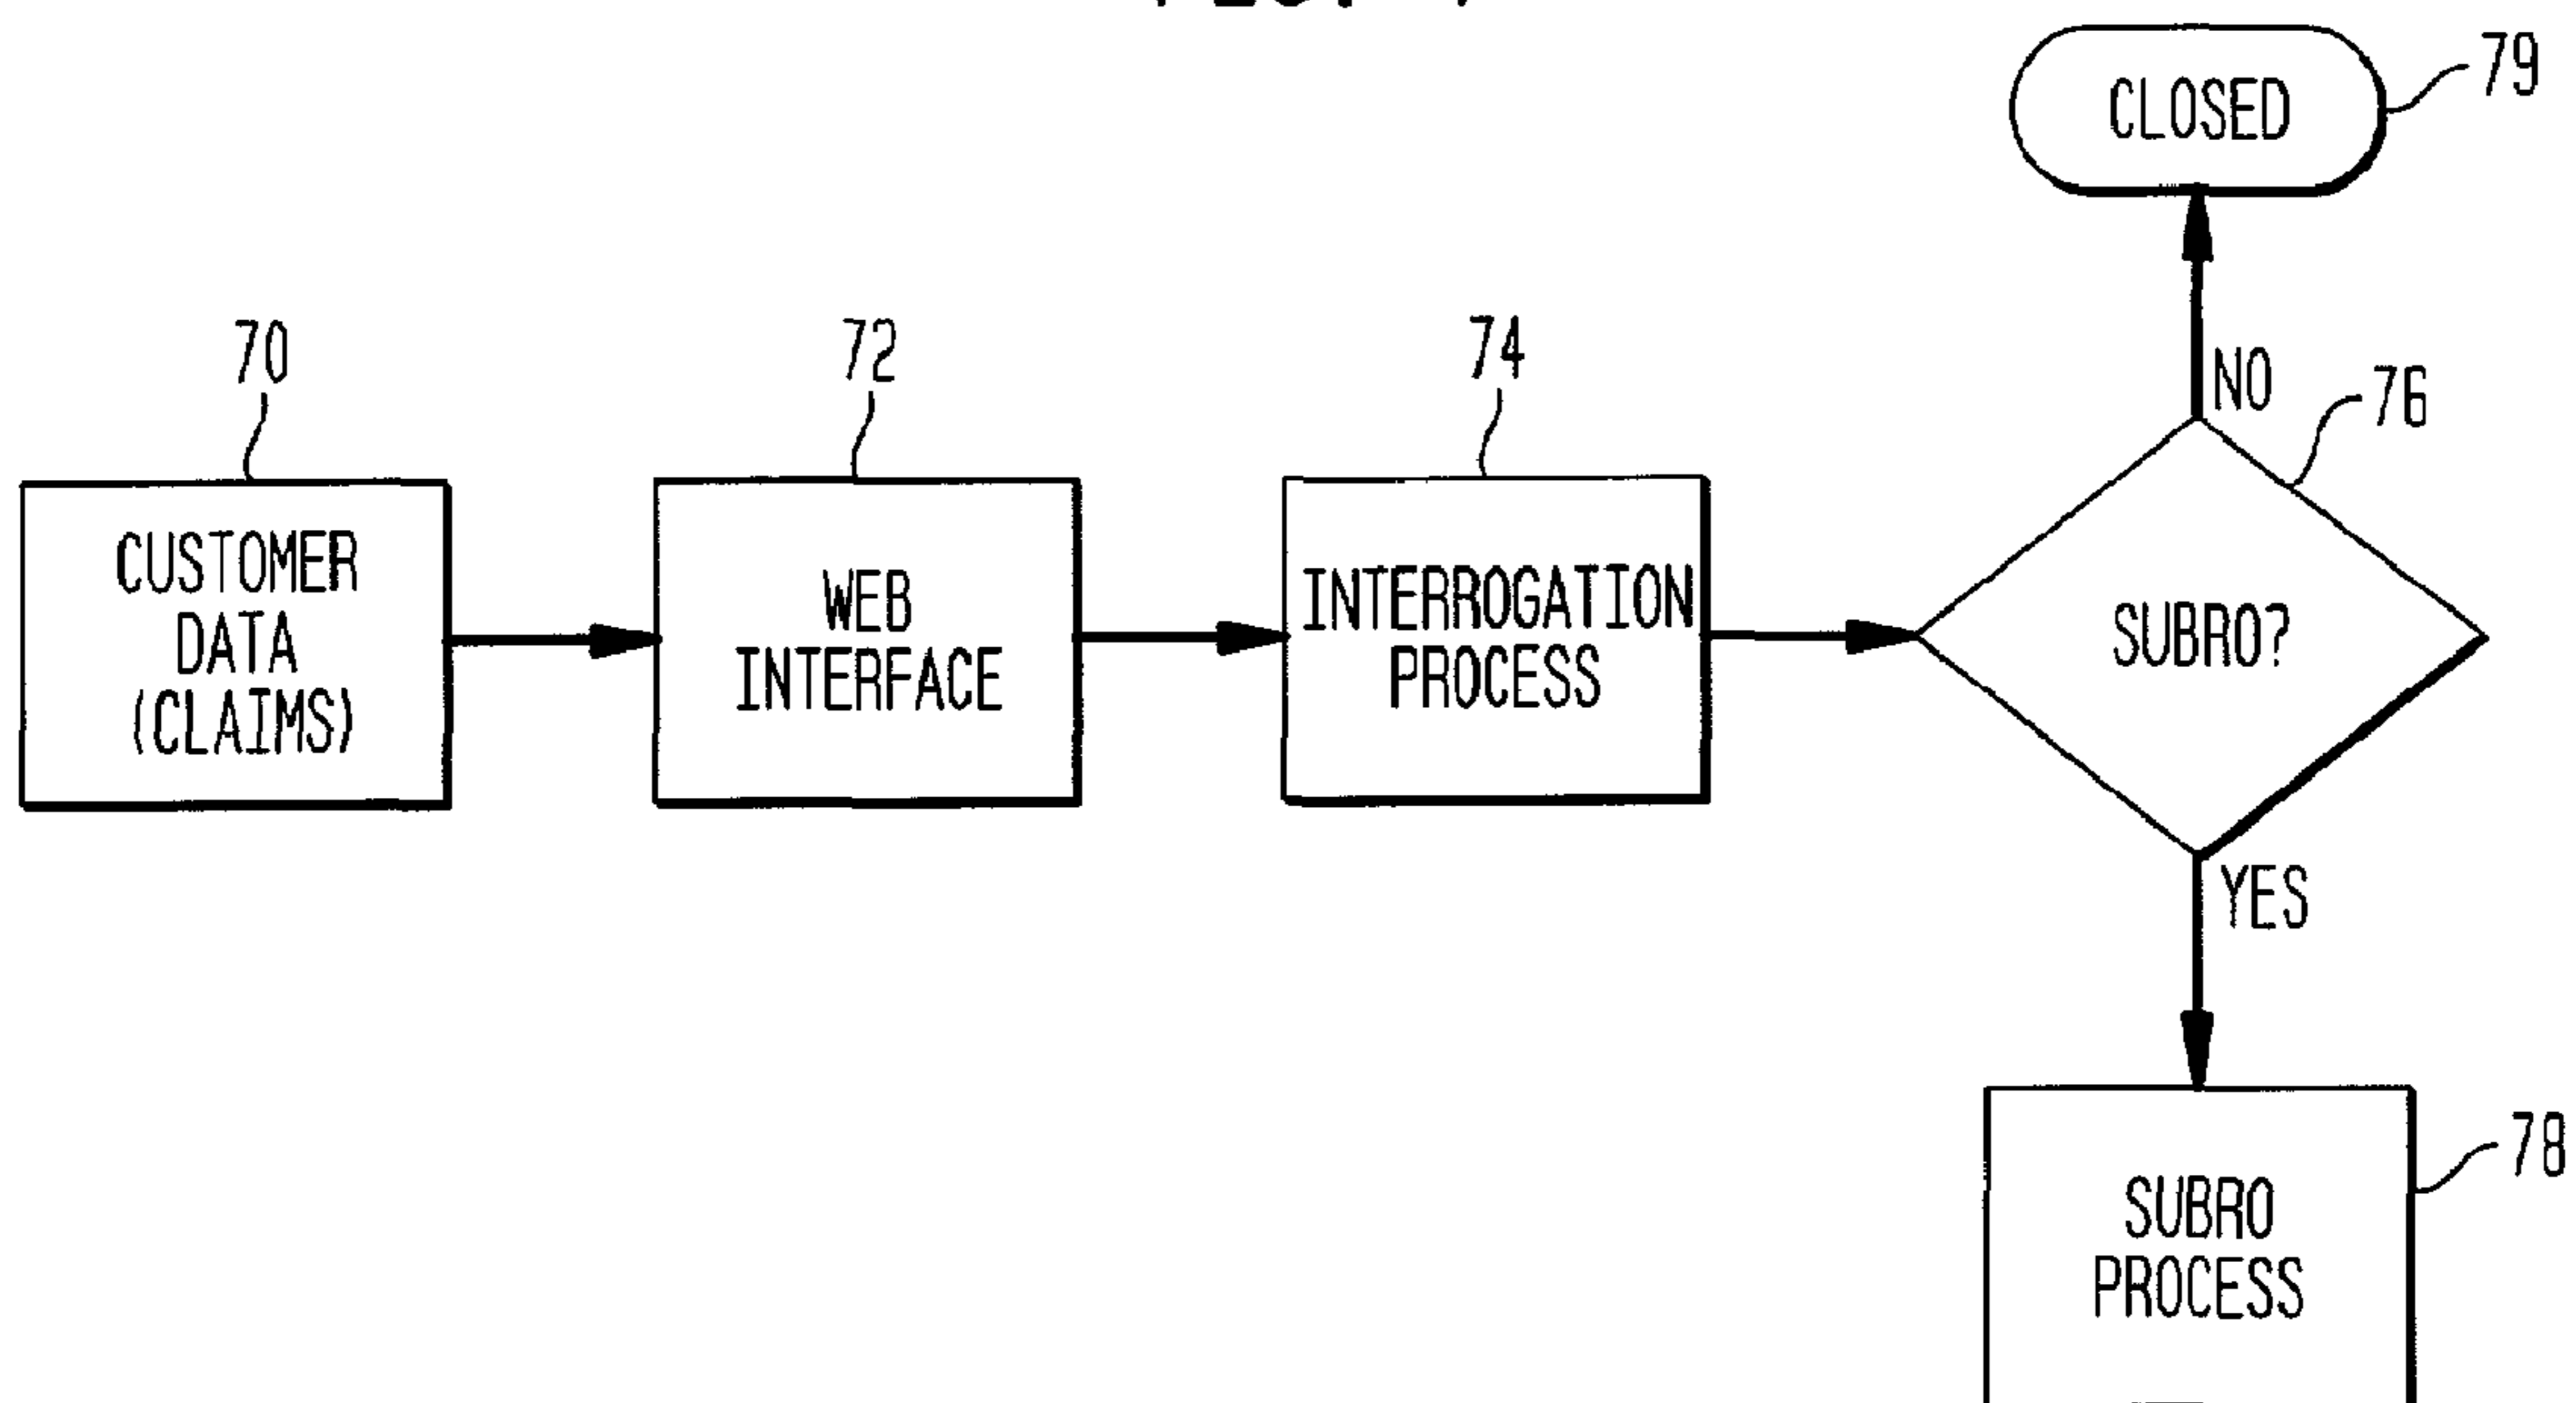 79
CLOSED
NO
76
70
72
74
CUSTOMER
DATA
(CLAIMS)
WEB
INTERFACE
INTERROGATION
PROCESS
SUBRO?
YES
78
SUBRO
PROCESS